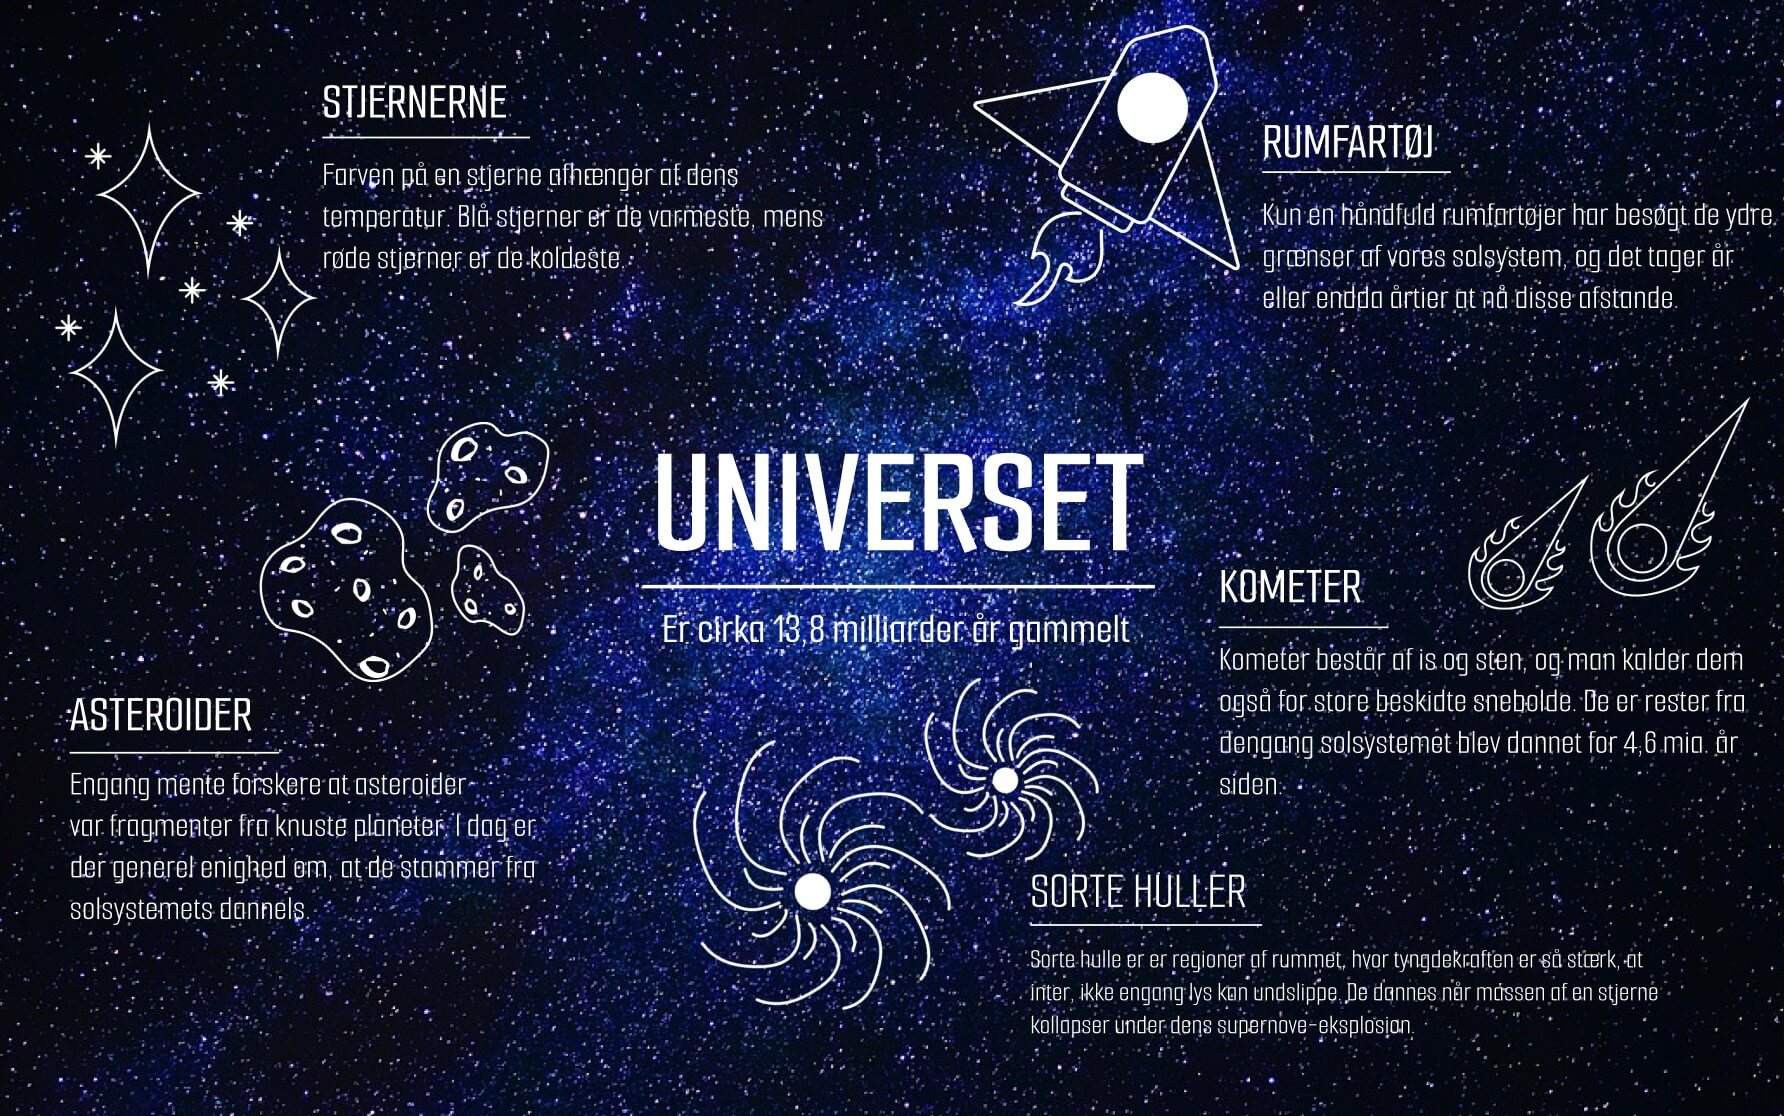 STJERNERNE
Farven på en stjerne afhænger af dens
temperatur. Blå stjerner er de varmeste, mens
røde stjerner er de koldeste.
RUMFARTØJ
Kun en håndfuld rumfartøjer har besøgt de ydre
grænser af vores solsystem, og det tager år
eller endda årtier at nå disse afstande.
UNIVERSET
Er cirka 13,8 milliarder år gammelt
KOMETER
Kometer består af is og sten, og man kalder dem
også for store beskidte snebolde. De er rester fra
dengang solsystemet blev dannet for 4,6 mia. år
siden.
ASTEROIDER
Engang mente forskere at asteroider
var fragmenter fra knuste planeter. I dag er
der generel enighed om, at de stammer fra
solsystemets dannels.
SORTE HULLER
Sorte hulle er er regioner af rummet, hvor tyngdekraften er så stærk, at
inter, ikke engang lys kan undslippe. De dannes når massen af en stjerne
kollapser under dens supernove-eksplosion.